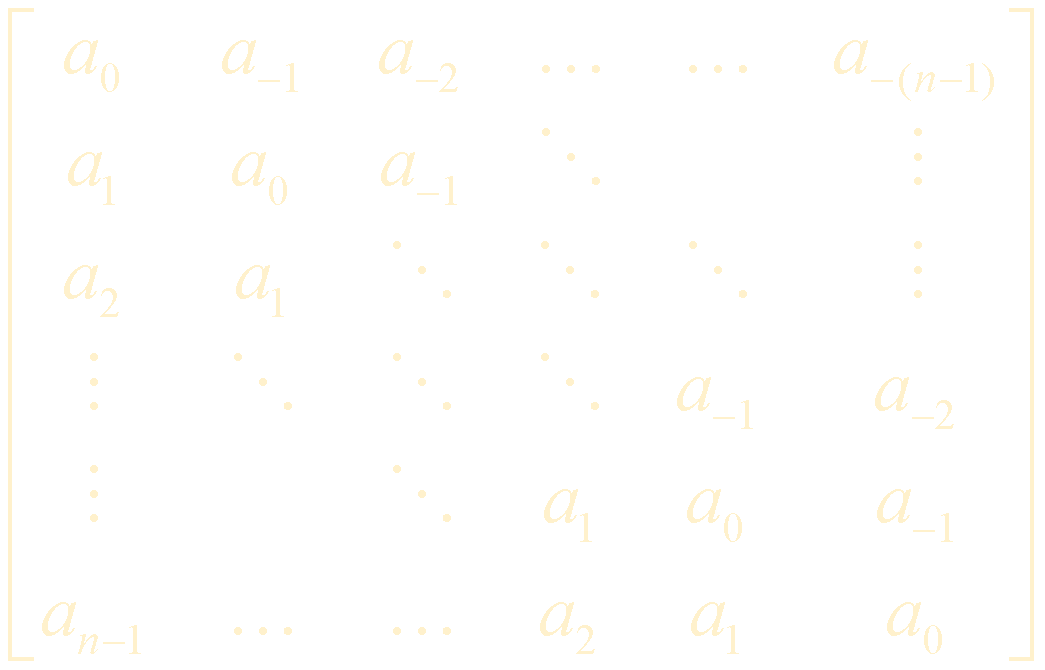 a₀ a₋₁ a₋₂ ⋯ ⋯ a₋₍ₙ₋₁₎
a₁ a₀ a₋₁ ⋱ ⋮
a₂ a₁ ⋱ ⋱ ⋱ ⋮
⋮ ⋱ ⋱ ⋱ a₋₁ a₋₂
⋮ ⋱ a₁ a₀ a₋₁
aₙ₋₁ ⋯ ⋯ a₂ a₁ a₀